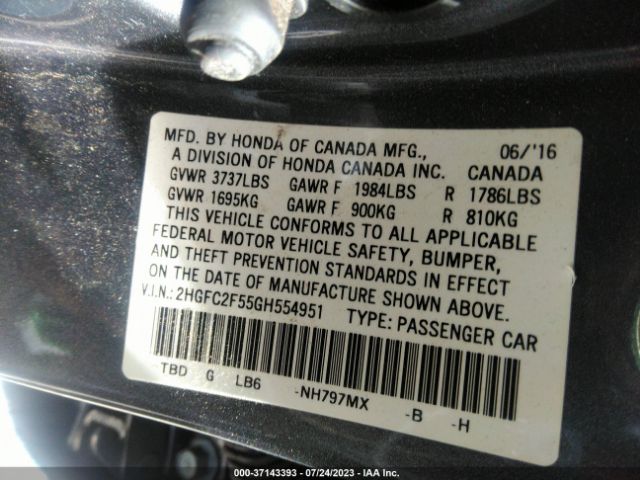 MFD. BY HONDA OF CANADA MFG., 06/'16
A DIVISION OF HONDA CANADA INC. CANADA
GVWR 3737LBS GAWR F 1984LBS R 1786LBS
GVWR 1695KG GAWR F 900KG R 810KG
THIS VEHICLE CONFORMS TO ALL APPLICABLE
FEDERAL MOTOR VEHICLE SAFETY, BUMPER,
AND THEFT PREVENTION STANDARDS IN EFFECT
ON THE DATE OF MANUFACTURE SHOWN ABOVE.
V.I.N.: 2HGFC2F55GH554951 TYPE: PASSENGER CAR
TBD G LB6 -NH797MX -B -H
000-37143393 - 07/24/2023 - IAA Inc.